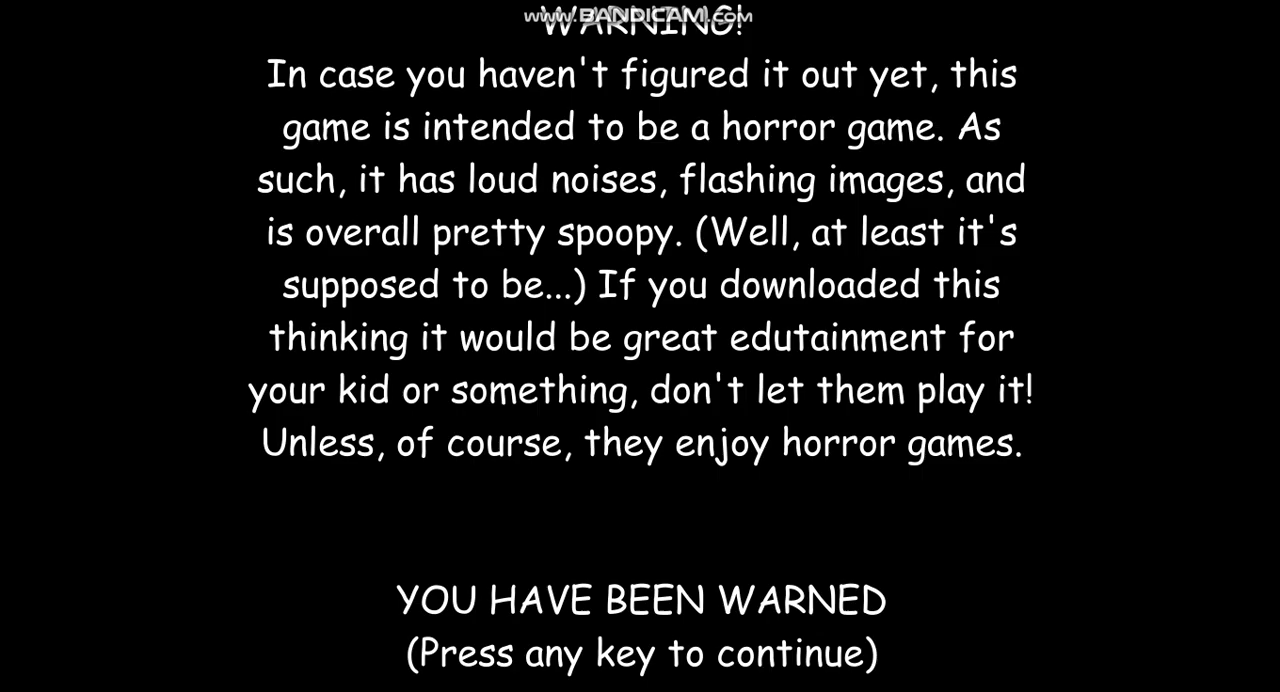 www.BANDICAM.com
WARNING!
In case you haven't figured it out yet, this
game is intended to be a horror game. As
such, it has loud noises, flashing images, and
is overall pretty spoopy. (Well, at least it's
supposed to be...) If you downloaded this
thinking it would be great edutainment for
your kid or something, don't let them play it!
Unless, of course, they enjoy horror games.
YOU HAVE BEEN WARNED
(Press any key to continue)